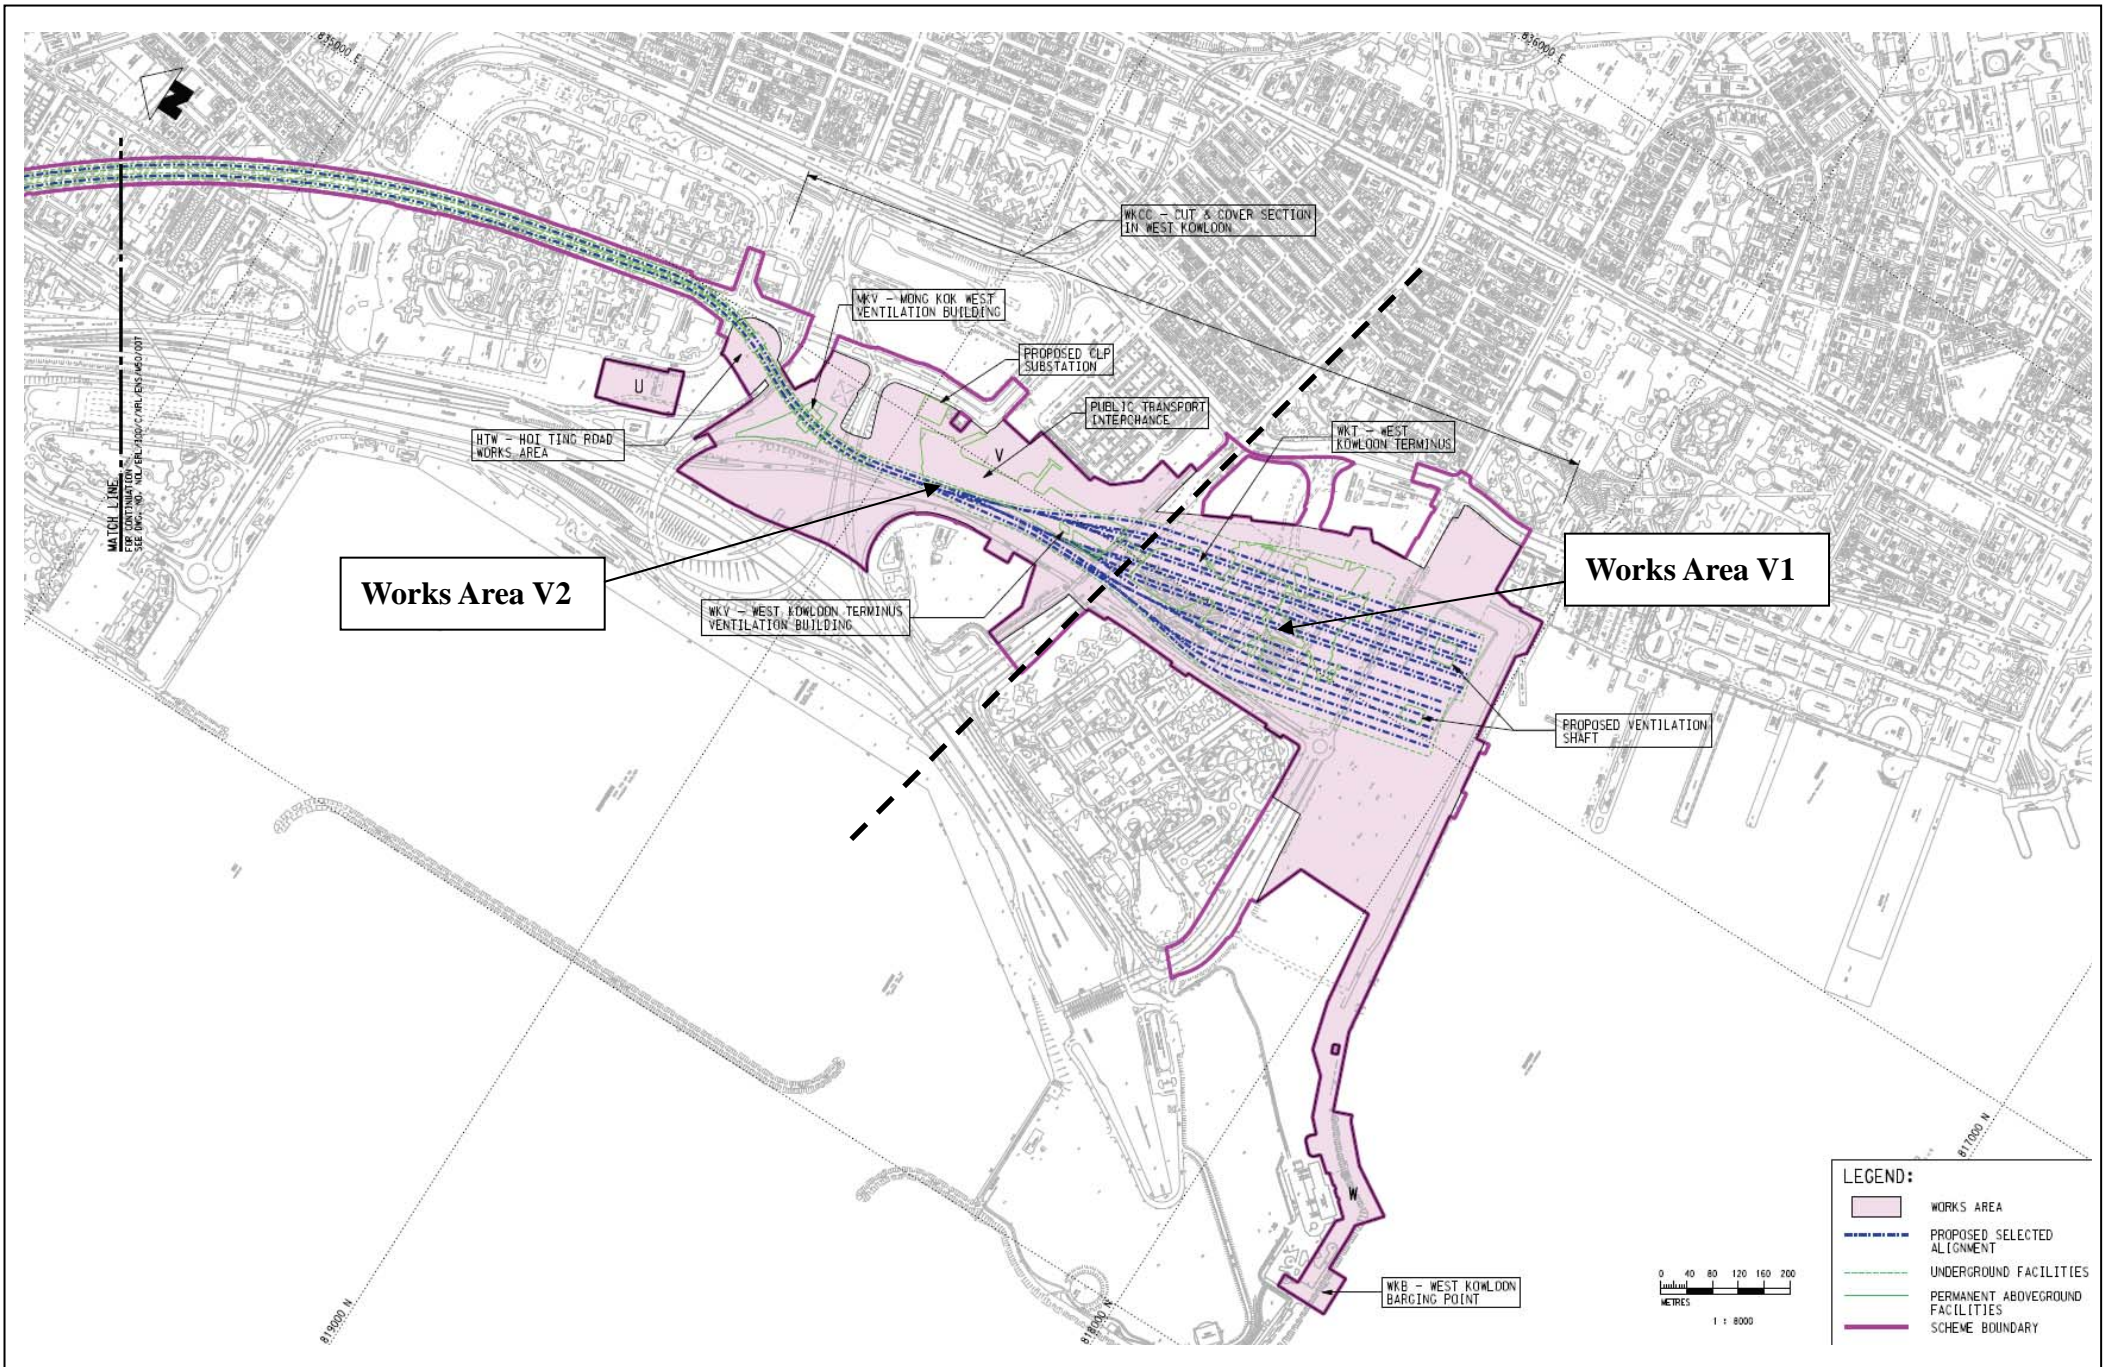 835000 E
836000 E
WKCC - CUT & COVER SECTION
IN WEST KOWLOON
MKV - MONG KOK WEST
VENTILATION BUILDING
PROPOSED CLP
SUBSTATION
PUBLIC TRANSPORT
INTERCHANGE
WKT - WEST
KOWLOON TERMINUS
U
V
HTW - HOI TING ROAD
WORKS AREA
MATCH LINE
FOR CONTINUATION
Works Area V2
Works Area V1
WKV - WEST KOWLOON TERMINUS
VENTILATION BUILDING
PROPOSED VENTILATION
SHAFT
W
WKB - WEST KOWLOON
BARGING POINT
819000 N
818000 N
817000 N
LEGEND:
WORKS AREA
PROPOSED SELECTED
ALIGNMENT
UNDERGROUND FACILITIES
PERMANENT ABOVEGROUND
FACILITIES
SCHEME BOUNDARY
0 40 80 120 160 200
METRES
1 : 8000